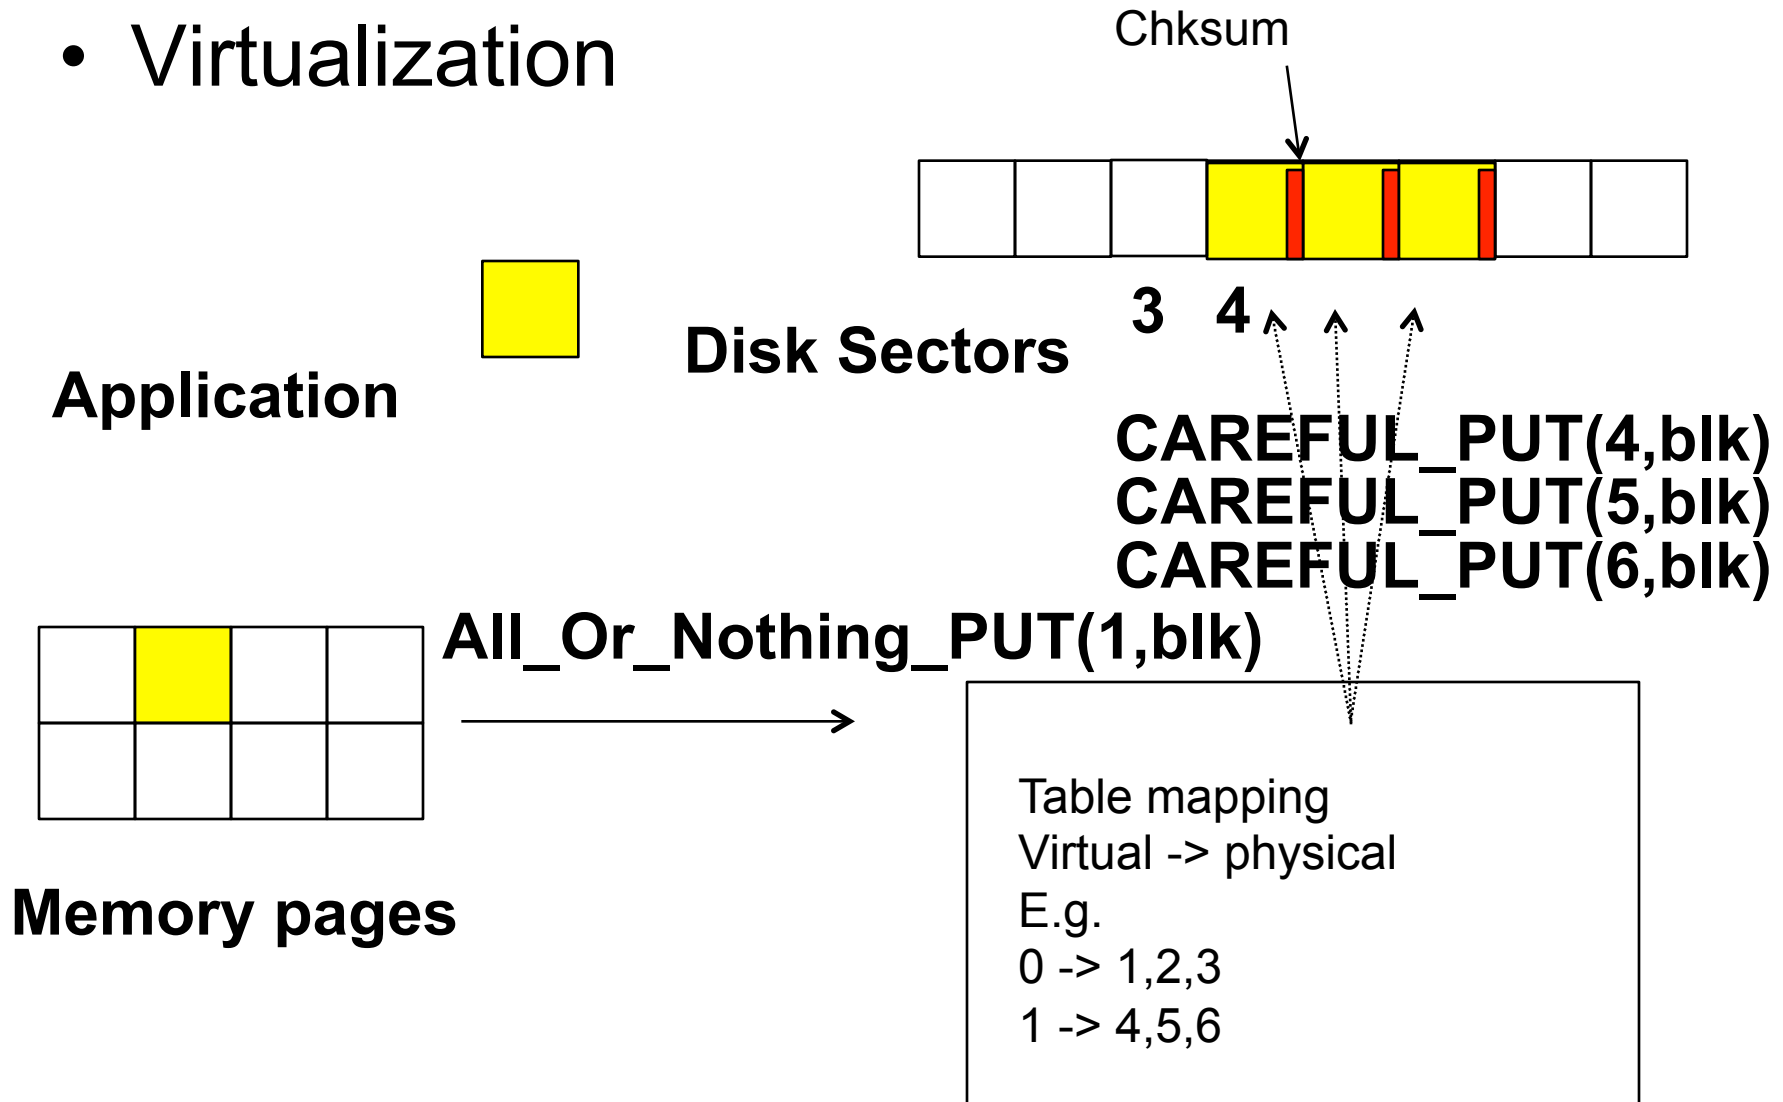 • Virtualization
Chksum
3 4
Disk Sectors
Application
CAREFUL_PUT(4,blk)
CAREFUL_PUT(5,blk)
CAREFUL_PUT(6,blk)
All_Or_Nothing_PUT(1,blk)
Memory pages
Table mapping
Virtual -> physical
E.g.
0 -> 1,2,3
1 -> 4,5,6